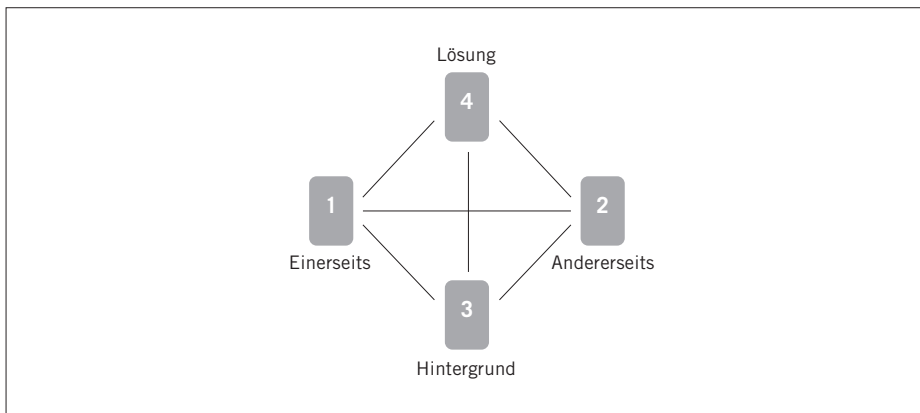 Lösung
4
1
2
Einerseits
Andererseits
3
Hintergrund